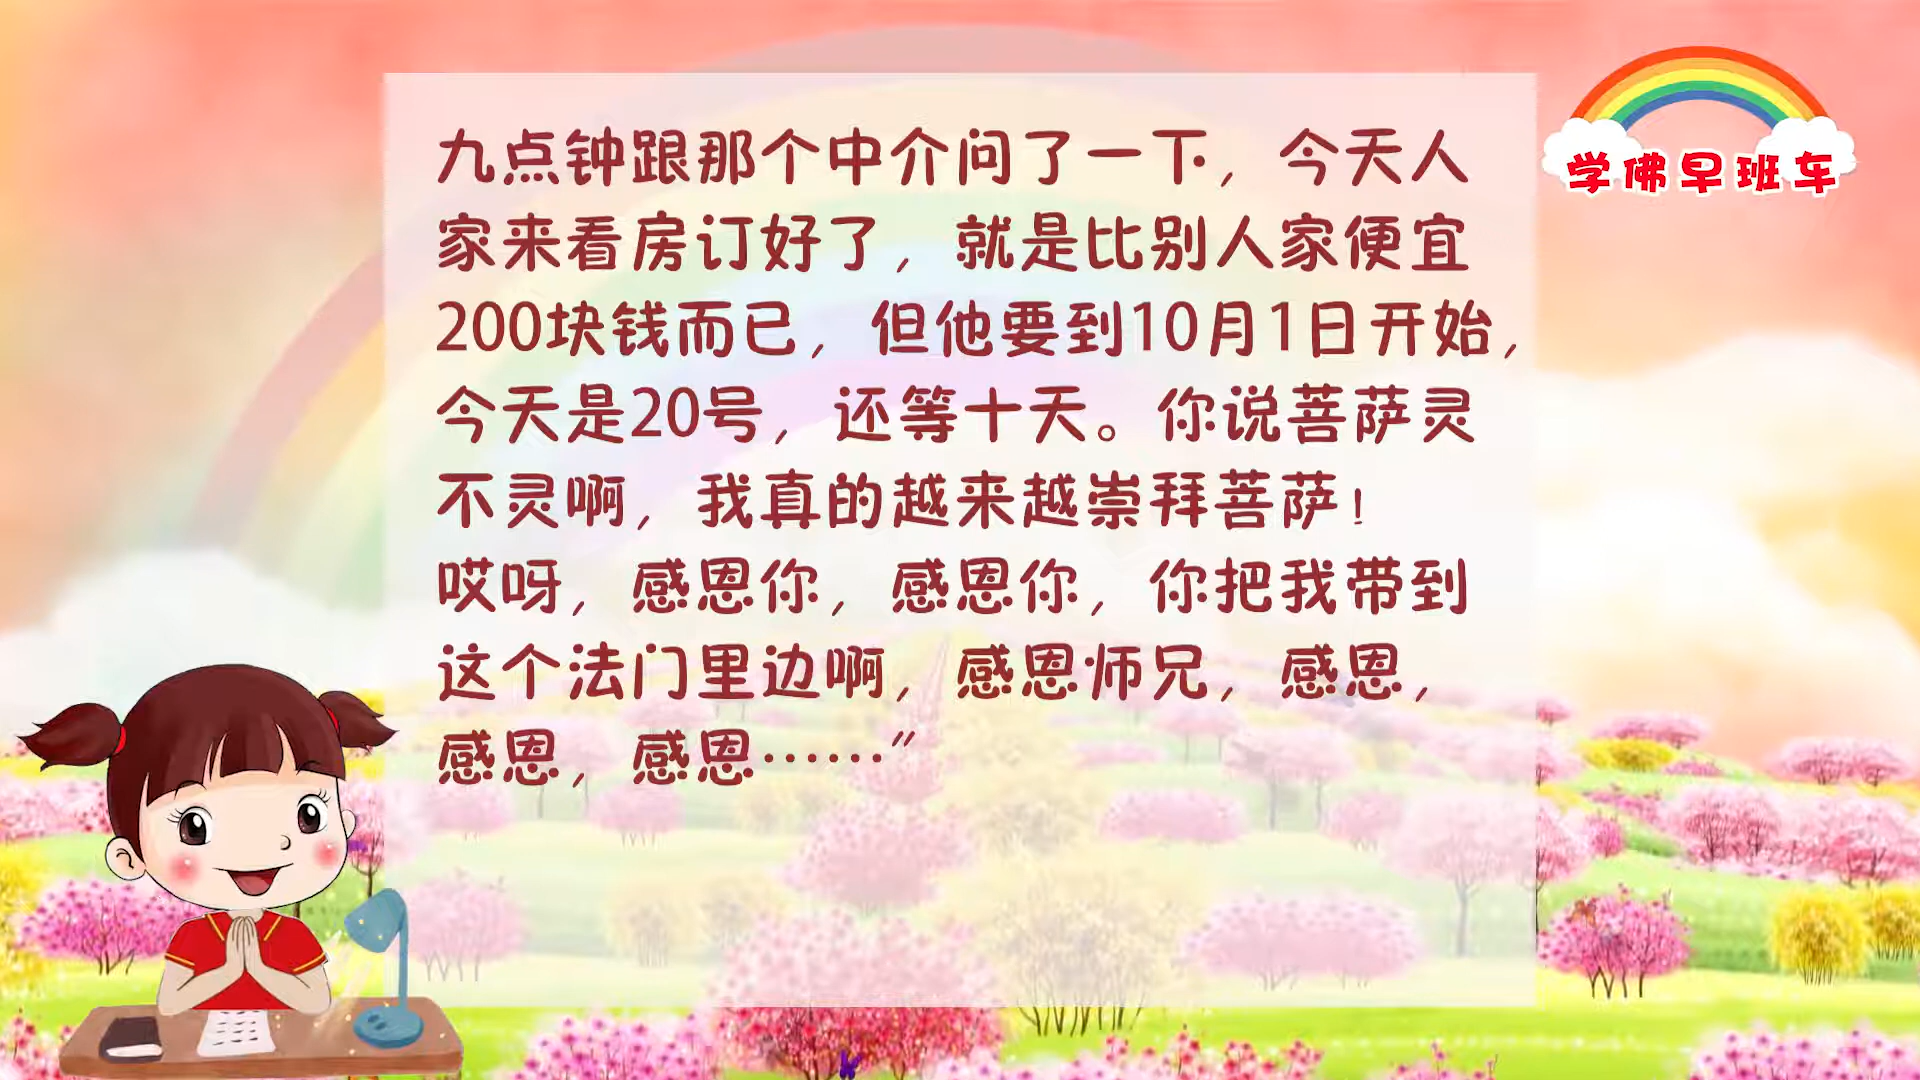 学佛早班车
九点钟跟那个中介问了一下，今天人
家来看房订好了，就是比别人家便宜
200块钱而已，但他要到10月1日开始，
今天是20号，还等十天。你说菩萨灵
不灵啊，我真的越来越崇拜菩萨！
哎呀，感恩你，感恩你，你把我带到
这个法门里边啊，感恩师兄，感恩，
感恩，感恩……”